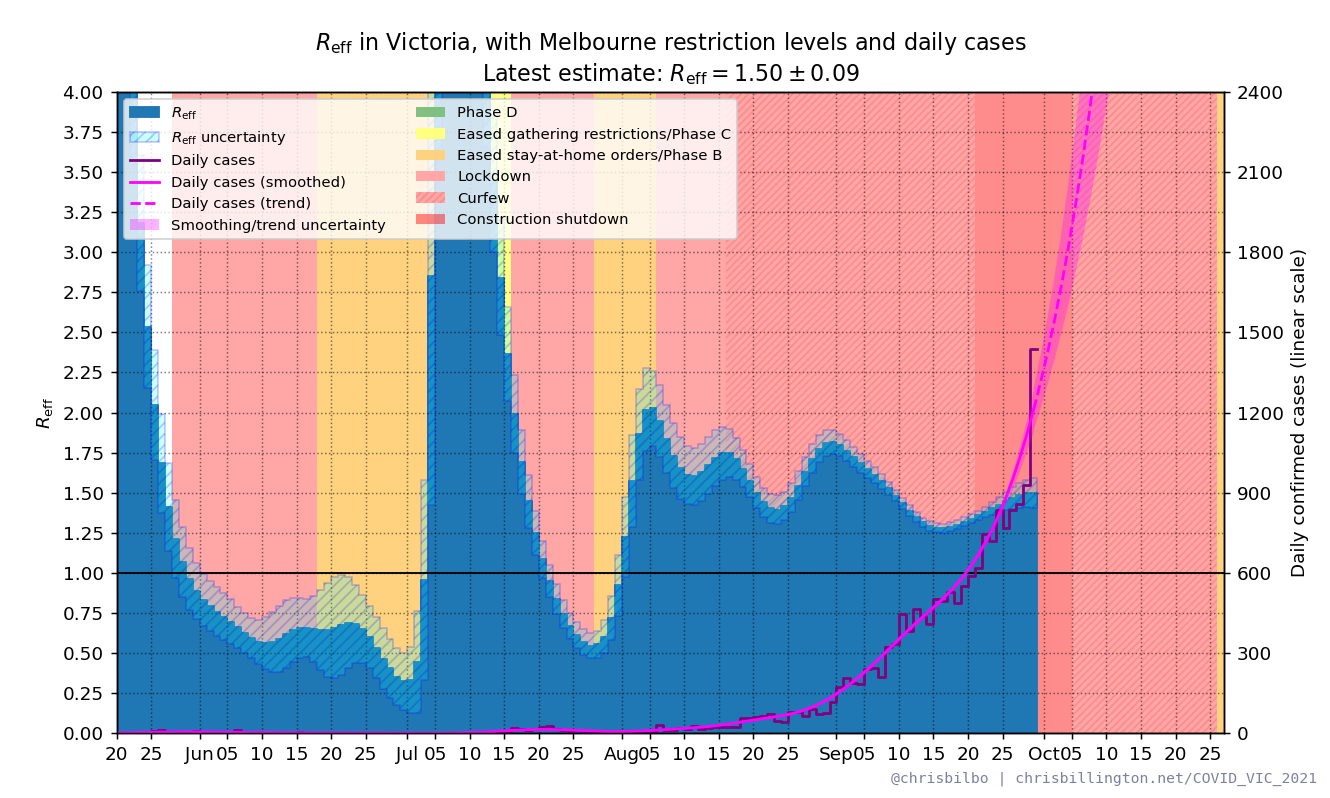 R_eff in Victoria, with Melbourne restriction levels and daily cases
Latest estimate: R_eff = 1.50 ± 0.09
R_eff
R_eff uncertainty
Daily cases
Daily cases (smoothed)
Daily cases (trend)
Smoothing/trend uncertainty
Phase D
Eased gathering restrictions/Phase C
Eased stay-at-home orders/Phase B
Lockdown
Curfew
Construction shutdown
R_eff
4.00
3.75
3.50
3.25
3.00
2.75
2.50
2.25
2.00
1.75
1.50
1.25
1.00
0.75
0.50
0.25
0.00
2400
2100
1800
1500
1200
900
600
300
0
Daily confirmed cases (linear scale)
20 25 Jun 05 10 15 20 25 Jul 05 10 15 20 25 Aug 05 10 15 20 25 Sep 05 10 15 20 25 Oct 05 10 15 20 25
@chrisbilbo | chrisbillington.net/COVID_VIC_2021